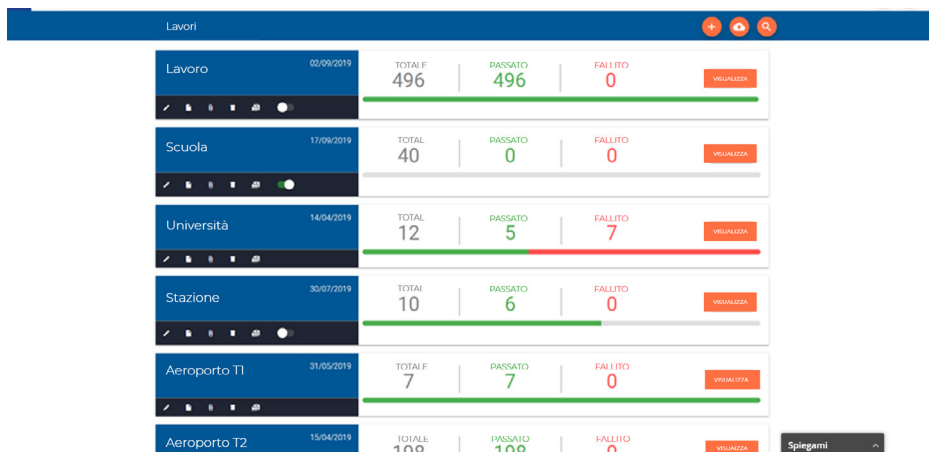 Lavori
Lavoro 02/09/2019 TOTALE PASSATO FALLITO
496 496 0 VISUALIZZA
Scuola 17/09/2019 TOTAL PASSATO FALLITO
40 0 0 VISUALIZZA
Università 14/04/2019 TOTAL PASSATO FALLITO
12 5 7 VISUALIZZA
Stazione 30/07/2019 TOTAL PASSATO FALLITO
10 6 0 VISUALIZZA
Aeroporto T1 31/05/2019 TOTALE PASSATO FALLITO
7 7 0 VISUALIZZA
Aeroporto T2 15/04/2019 TOTALE PASSATO FALLITO
198 198 0 VISUALIZZA
Spiegami